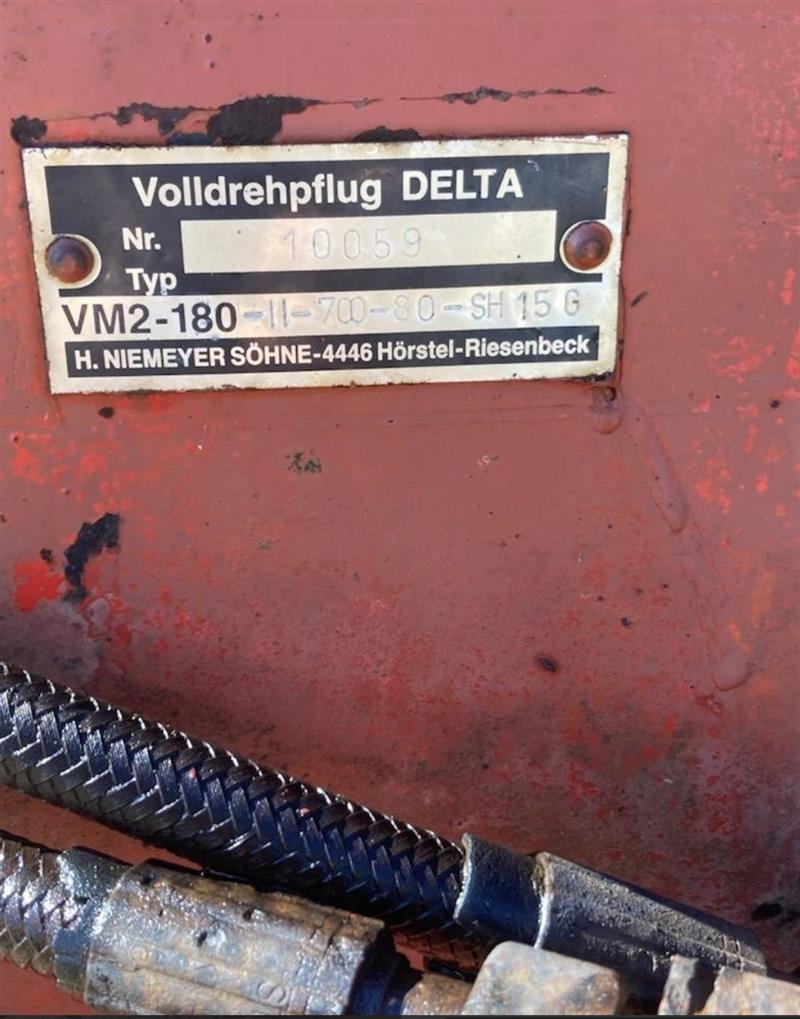 Volldrehpflug DELTA
Nr. 10059
Typ
VM2-180-II-700-80-SH 15 G
H. NIEMEYER SÖHNE-4446 Hörstel-Riesenbeck